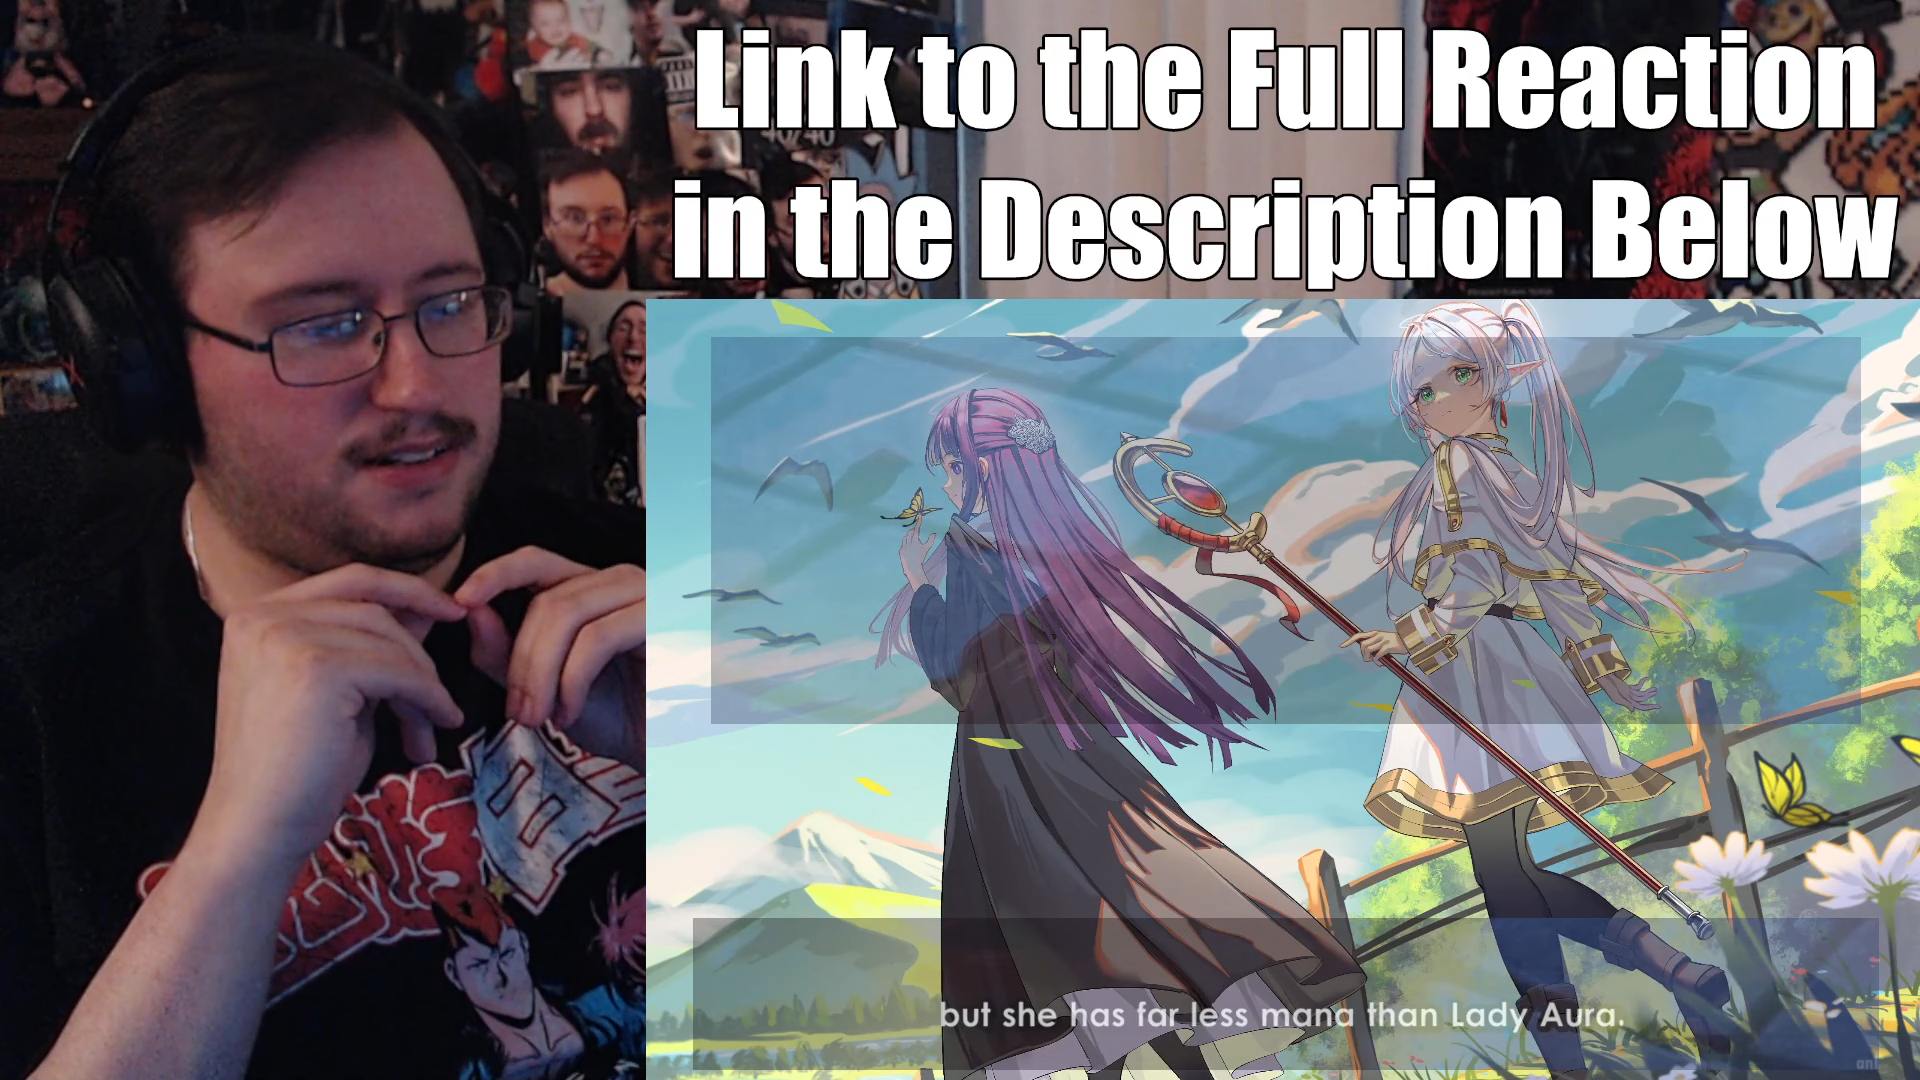 Link to the Full Reaction
in the Description Below
but she has far less mana than Lady Aura.